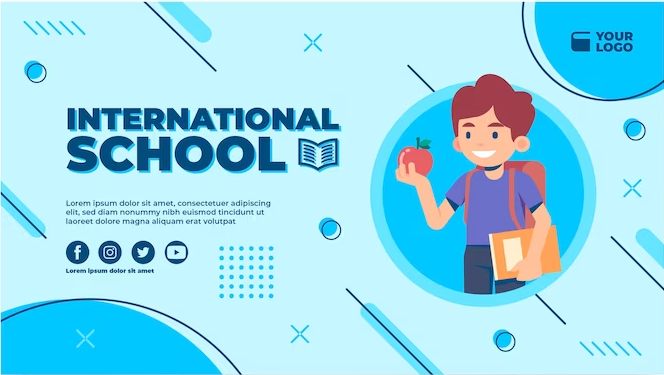 YOUR
LOGO
INTERNATIONAL
SCHOOL
Lorem ipsum dolor sit amet, consectetuer adipiscing
elit, sed diam nonummy nibh euismod tincidunt ut
laoreet dolore magna aliquam erat volutpat
Lorem ipsum dolor sit amet